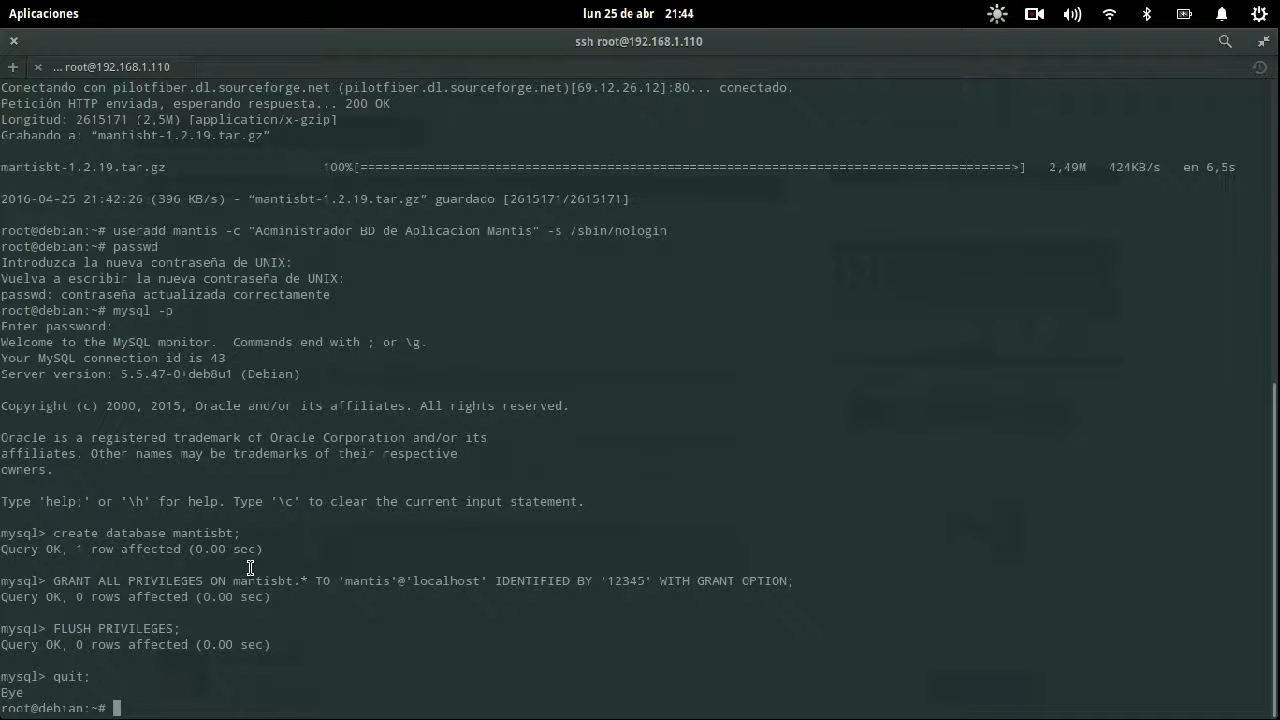 Aplicaciones
lun 25 de abr 21:44
ssh root@192.168.1.110
... root@192.168.1.110
Conectando con pilotfiber.dl.sourceforge.net (pilotfiber.dl.sourceforge.net)[69.12.26.12]:80... conectado.
Petición HTTP enviada, esperando respuesta... 200 OK
Longitud: 2615171 (2,5M) [application/x-gzip]
Grabando a: “mantisbt-1.2.19.tar.gz”
mantisbt-1.2.19.tar.gz 100%[=======================================================================================>] 2,49M 424KB/s en 6,5s
2016-04-25 21:42:26 (396 KB/s) - “mantisbt-1.2.19.tar.gz” guardado [2615171/2615171]
root@debian:~# useradd mantis -c "Administrador BD de Aplicacion Mantis" -s /sbin/nologin
root@debian:~# passwd
Introduzca la nueva contraseña de UNIX:
Vuelva a escribir la nueva contraseña de UNIX:
passwd: contraseña actualizada correctamente
root@debian:~# mysql -p
Enter password:
Welcome to the MySQL monitor. Commands end with ; or \g.
Your MySQL connection id is 43
Server version: 5.5.47-0+deb8u1 (Debian)
Copyright (c) 2000, 2015, Oracle and/or its affiliates. All rights reserved.
Oracle is a registered trademark of Oracle Corporation and/or its
affiliates. Other names may be trademarks of their respective
owners.
Type 'help;' or '\h' for help. Type '\c' to clear the current input statement.
mysql> create database mantisbt;
Query OK, 1 row affected (0.00 sec)
mysql> GRANT ALL PRIVILEGES ON mantisbt.* TO 'mantis'@'localhost' IDENTIFIED BY '12345' WITH GRANT OPTION;
Query OK, 0 rows affected (0.00 sec)
mysql> FLUSH PRIVILEGES;
Query OK, 0 rows affected (0.00 sec)
mysql> quit;
Bye
root@debian:~#